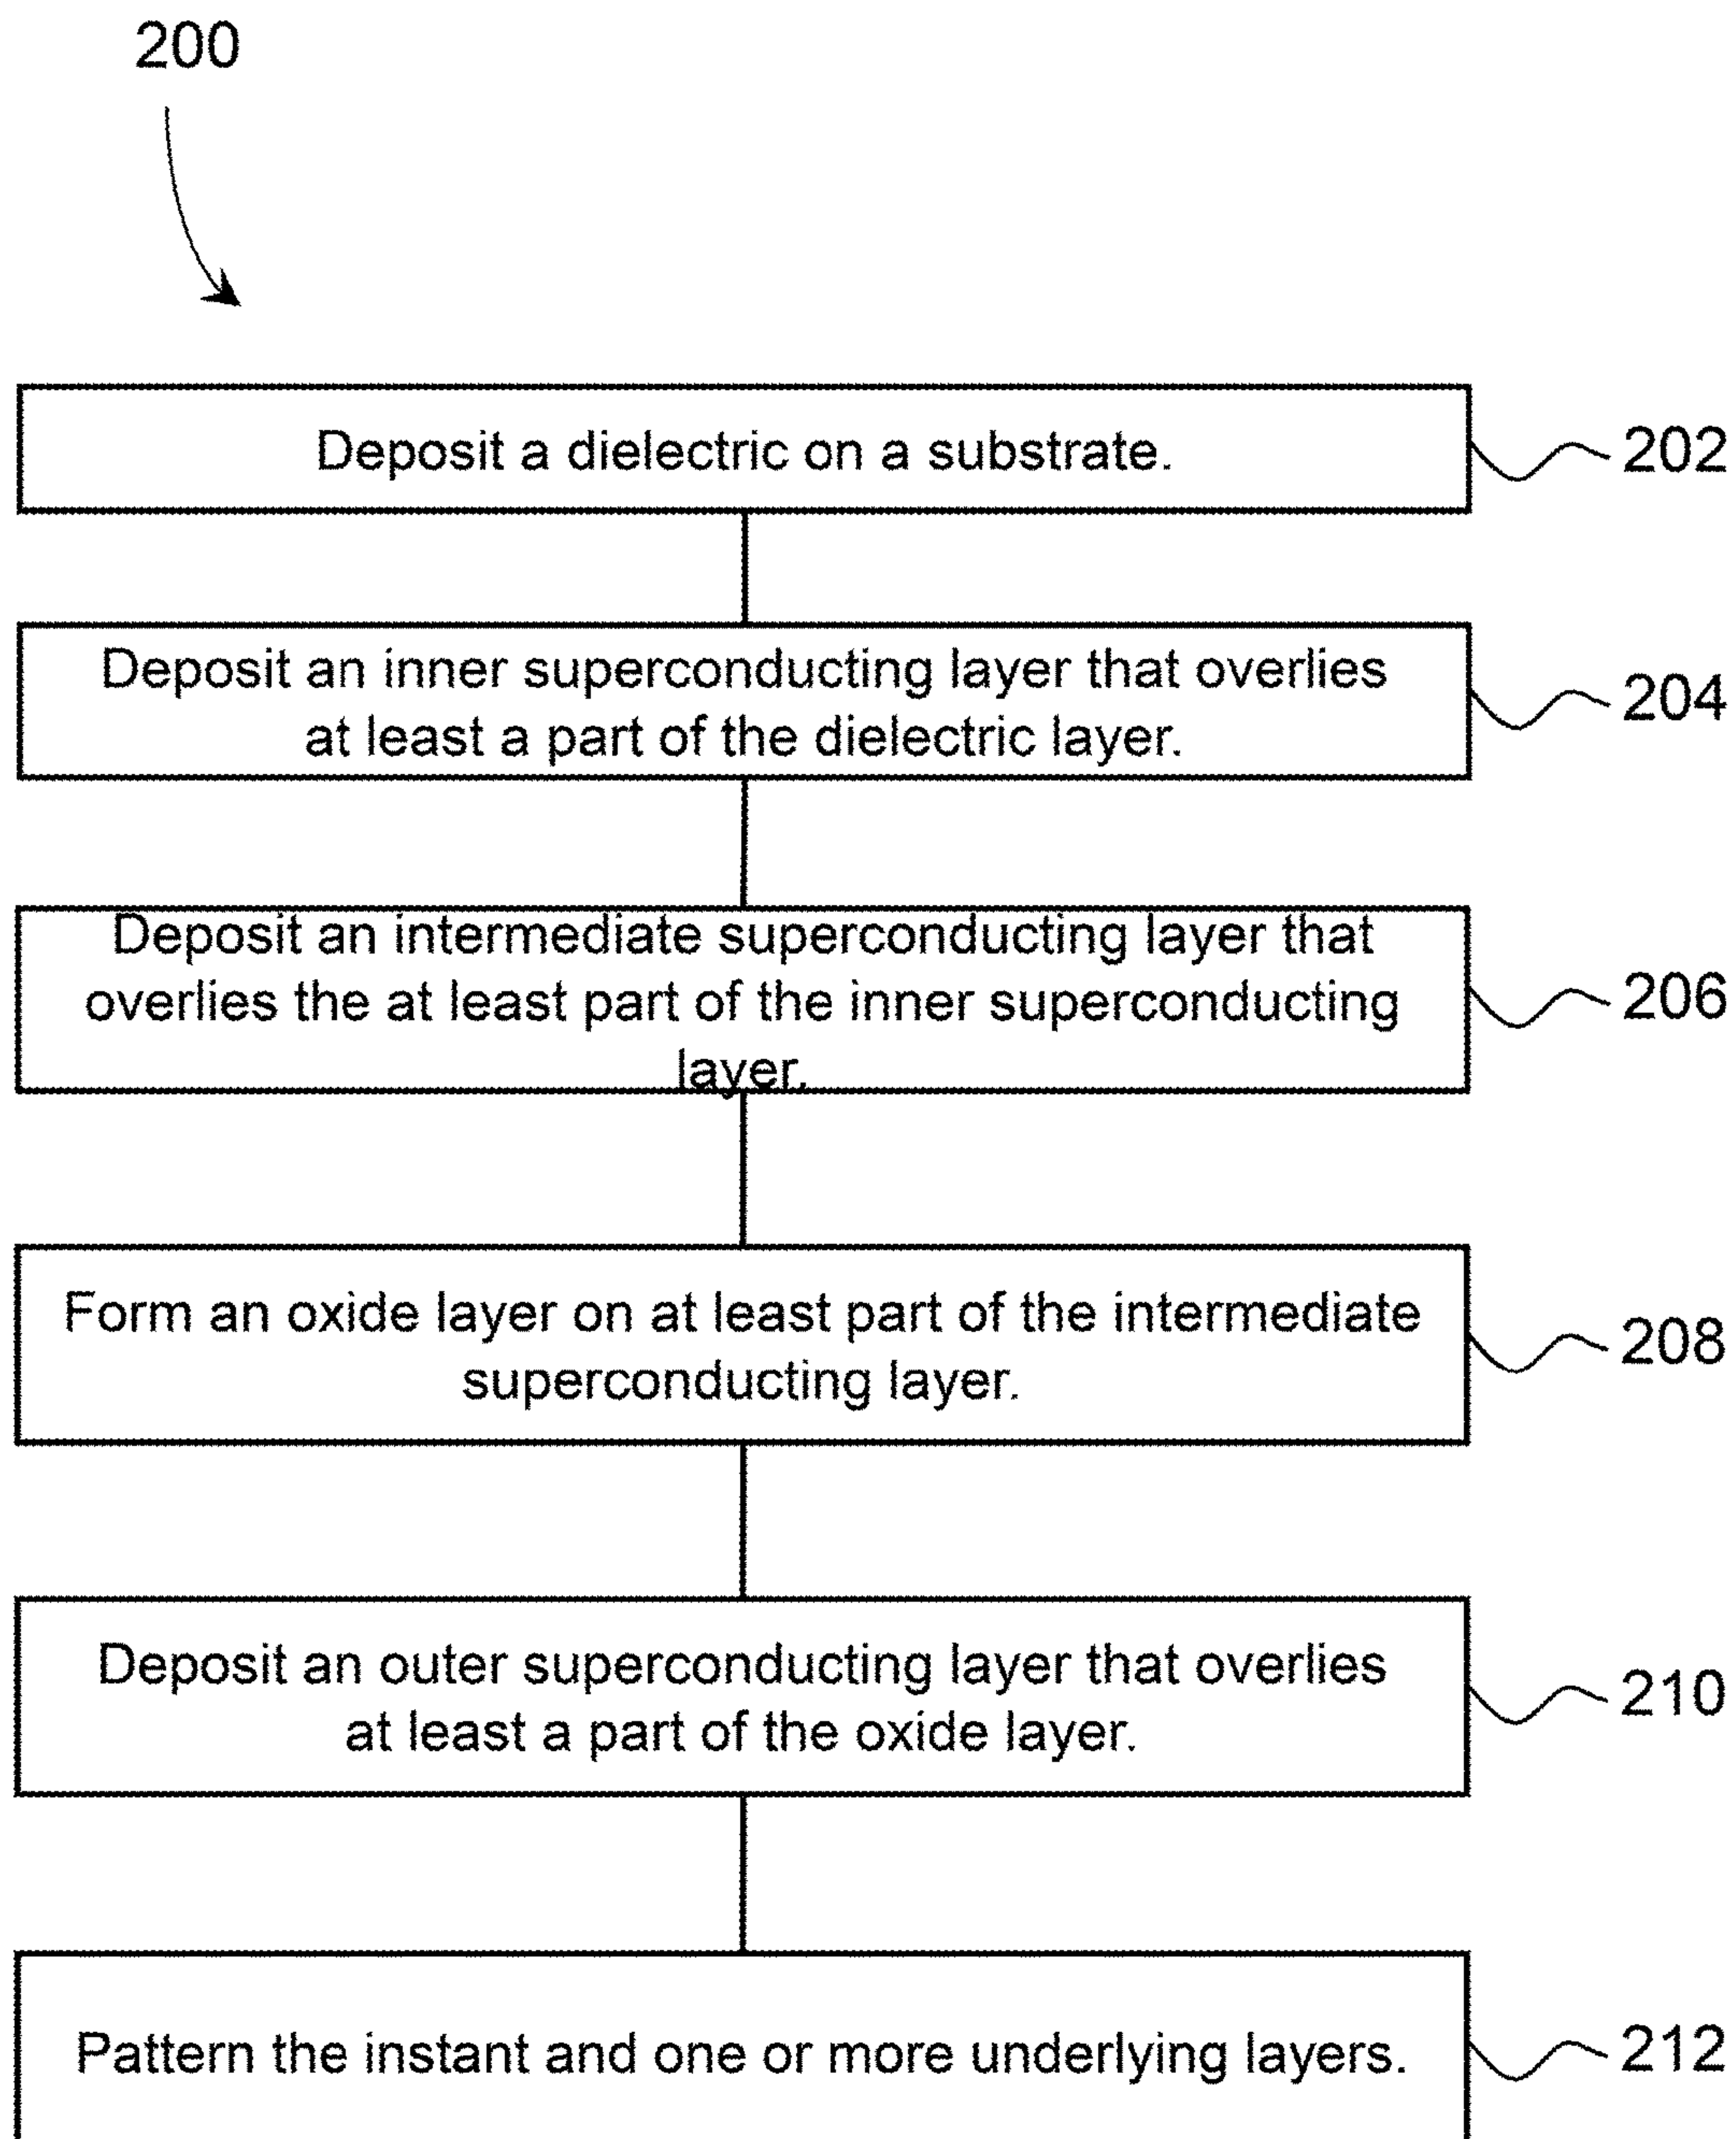 200
Deposit a dielectric on a substrate.
202
Deposit an inner superconducting layer that overlies
at least a part of the dielectric layer.
204
Deposit an intermediate superconducting layer that
overlies the at least part of the inner superconducting
layer.
206
Form an oxide layer on at least part of the intermediate
superconducting layer.
208
Deposit an outer superconducting layer that overlies
at least a part of the oxide layer.
210
Pattern the instant and one or more underlying layers.
212